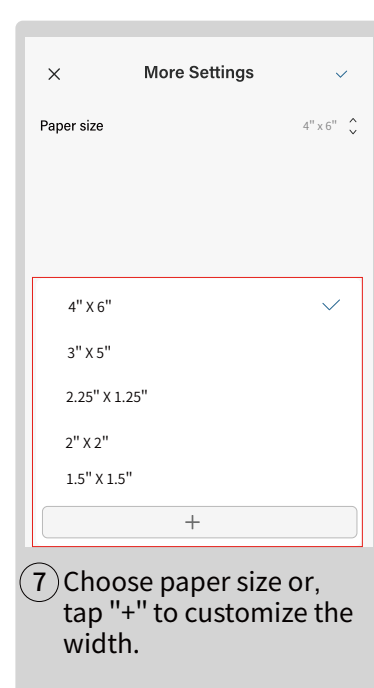 More Settings
Paper size 4" x 6"
4" X 6"
3" X 5"
2.25" X 1.25"
2" X 2"
1.5" X 1.5"
+
7 Choose paper size or,
tap "+" to customize the
width.